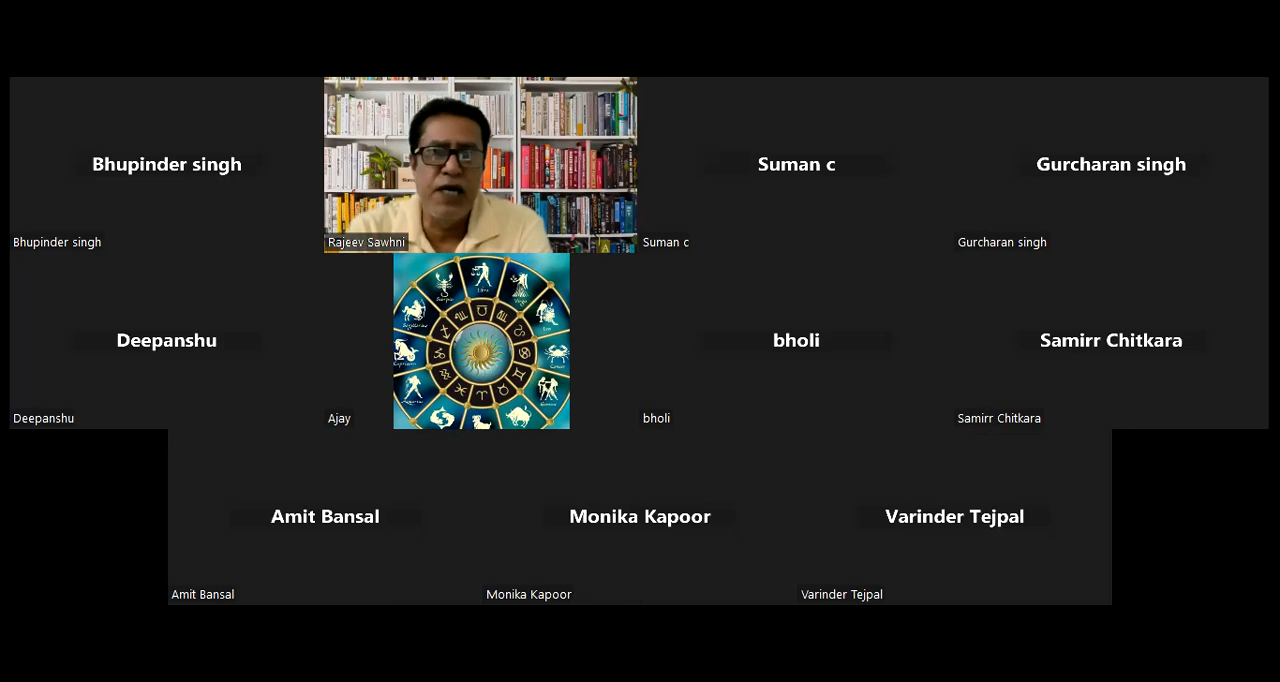 Bhupinder singh
Bhupinder singh
Rajeev Sawhni
Suman c
Suman c
Gurcharan singh
Gurcharan singh
Deepanshu
Deepanshu
Ajay
bholi
bholi
Samirr Chitkara
Samirr Chitkara
Amit Bansal
Amit Bansal
Monika Kapoor
Monika Kapoor
Varinder Tejpal
Varinder Tejpal